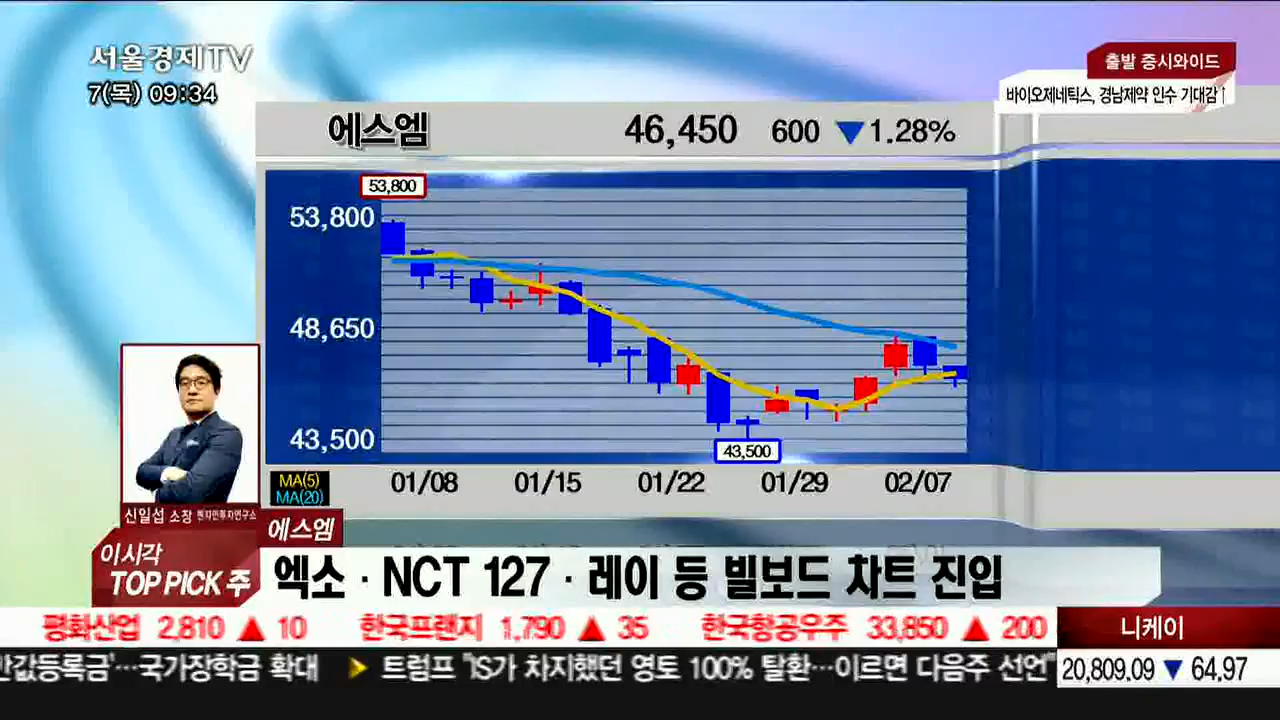 서울경제TV
7(목) 09:34
출발 증시와이드
바이오제네틱스, 경남제약 인수 기대감↑
에스엠 46,450 600 ▼1.28%
53,800
53,800
48,650
43,500
43,500
MA(5)
MA(20)
01/08 01/15 01/22 01/29 02/07
신일섭 소장
에스엠
이시각
TOP PICK 주
엑소·NCT 127·레이 등 빌보드 차트 진입
평화산업 2,810 ▲ 10 한국프랜지 1,790 ▲ 35 한국항공우주 33,850 ▲ 200
니케이
값등록금'…국가장학금 확대 ▶ 트럼프 "IS가 차지했던 영토 100% 탈환…이르면 다음주 선언"
20,809.09 ▼ 64.97